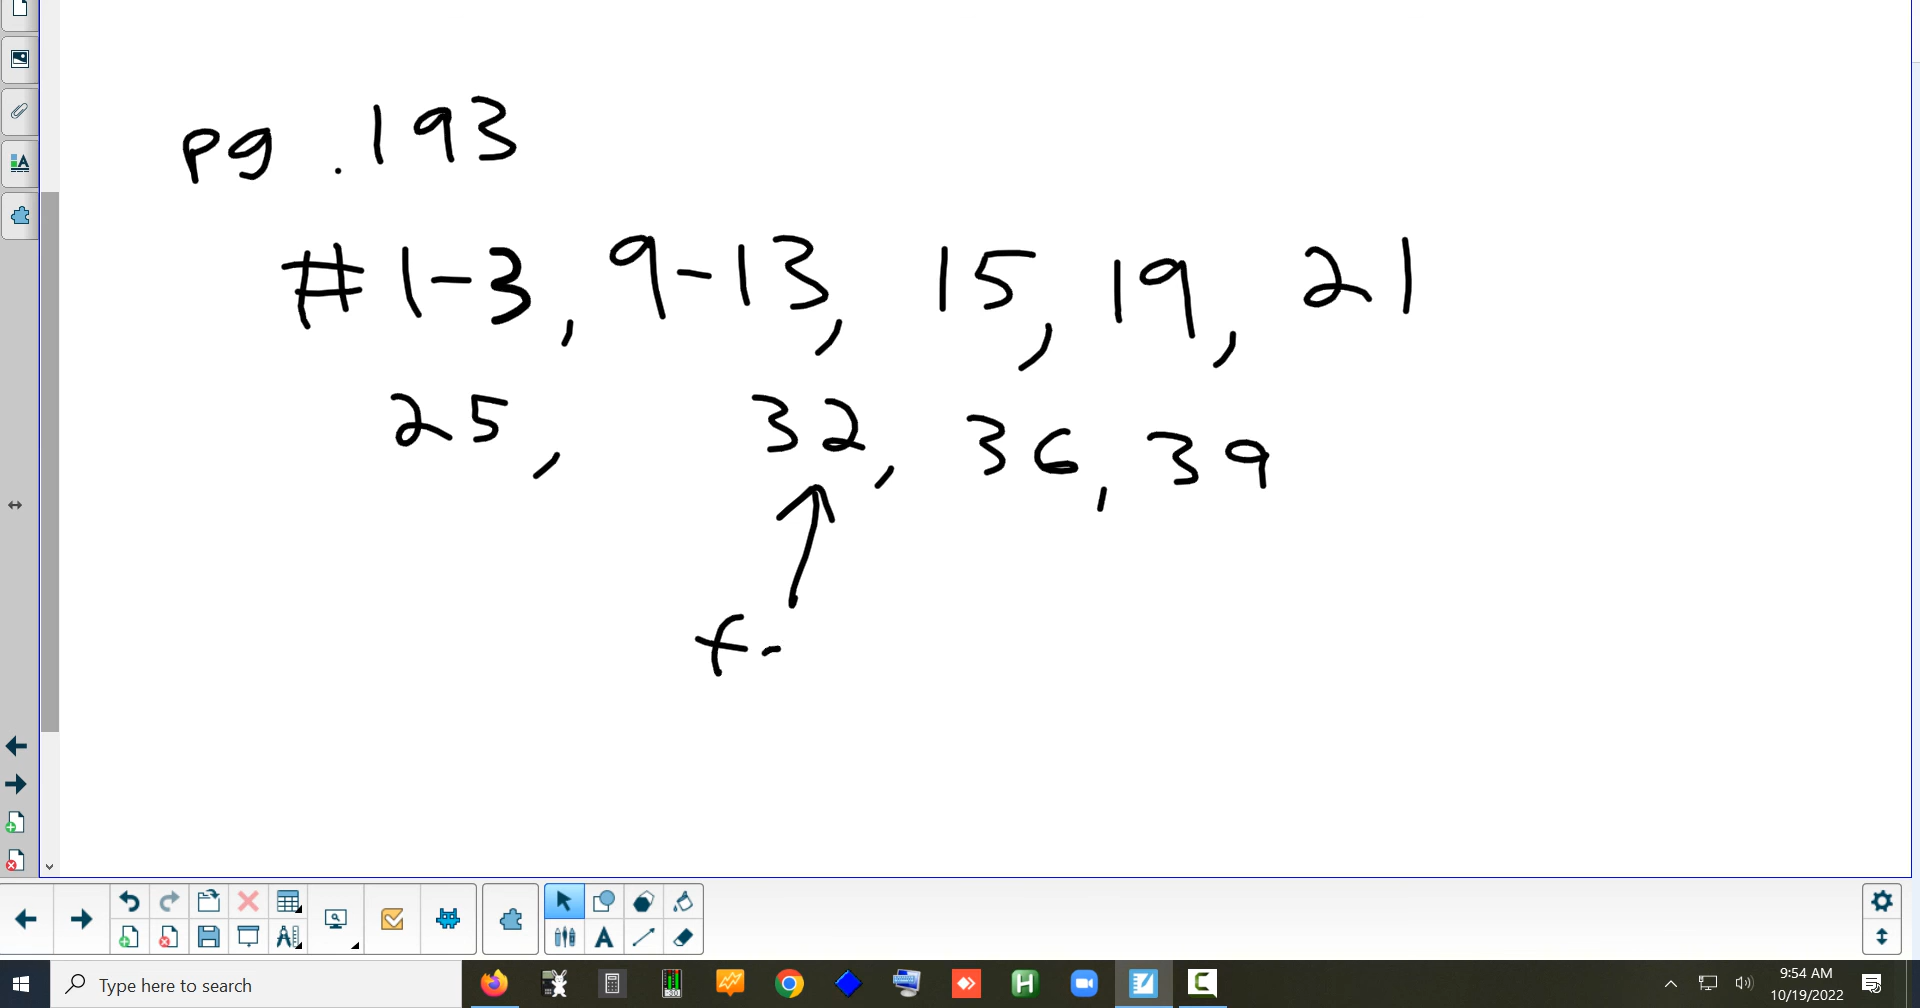 pg. 193
# 1-3, 9-13, 15, 19, 21
25, 32, 36, 39
A
A
Type here to search
-30
H
C
9:54 AM
10/19/2022